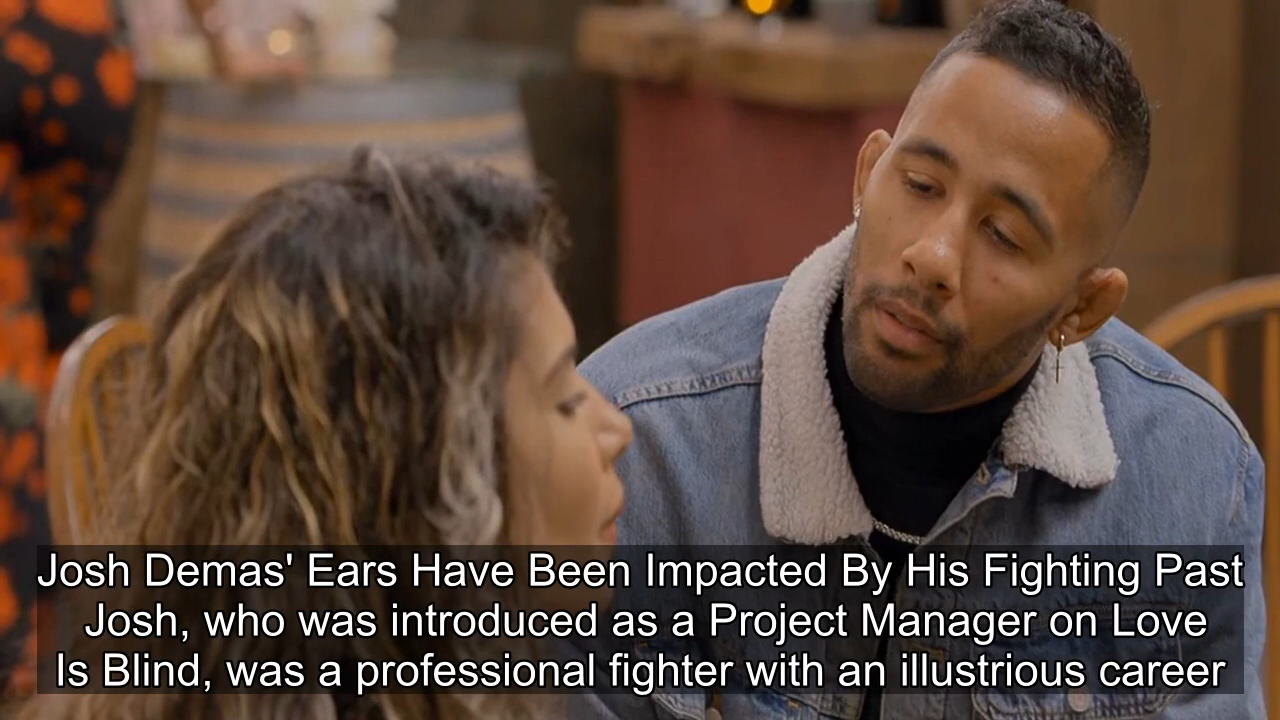 Josh Demas' Ears Have Been Impacted By His Fighting Past
Josh, who was introduced as a Project Manager on Love
Is Blind, was a professional fighter with an illustrious career